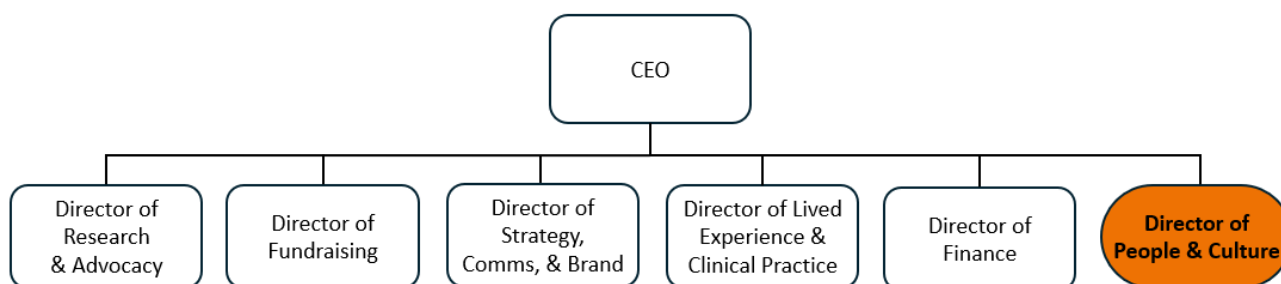 CEO
Director of
Research
& Advocacy
Director of
Fundraising
Director of
Strategy,
Comms, & Brand
Director of Lived
Experience &
Clinical Practice
Director of
Finance
Director of
People & Culture